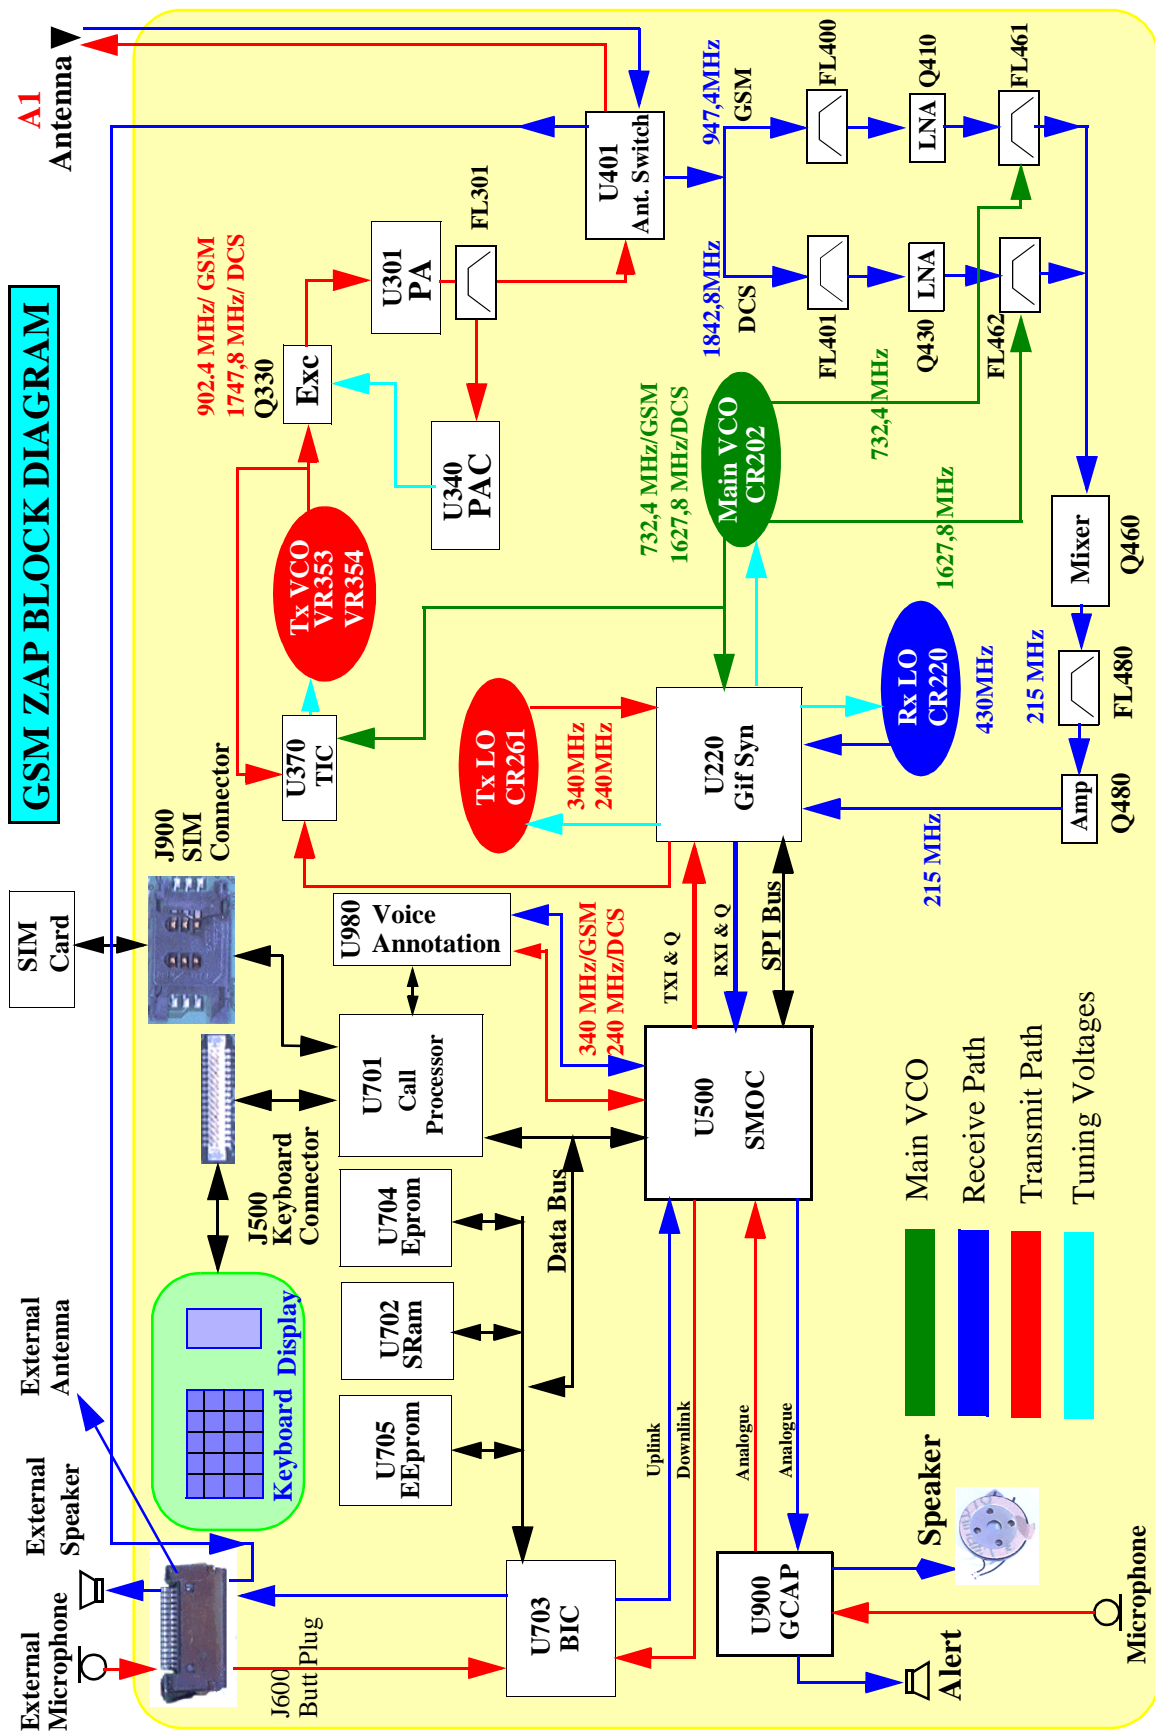 GSM ZAP BLOCK DIAGRAM
External
Microphone
External
Speaker
External
Antenna
SIM
Card
A1
Antenna
J600
Butt Plug
Keyboard Display
J500
Keyboard
Connector
J900
SIM
Connector
902.4 MHz/ GSM
1747,8 MHz/ DCS
Q330
Exc
U301
PA
FL301
Tx VCO
VR353
VR354
U370
TIC
U340
PAC
U401
Ant. Switch
U980
Voice
Annotation
U701
Call
Processor
U704
Eprom
U702
SRam
U705
EEprom
Data Bus
U703
BIC
Tx LO
CR261
340MHz
240MHz
340 MHz/GSM
240 MHz/DCS
732,4 MHz/GSM
1627,8 MHz/DCS
Main VCO
CR202
1842,8MHz
DCS
947,4MHz
GSM
U220
Gif Syn
TXI & Q
RXI & Q
SPI Bus
U500
SMOC
Uplink
Downlink
Analogue
Analogue
U900
GCAP
Rx LO
CR220
430MHz
FL401
FL400
Q430
LNA
Q410
LNA
FL462
FL461
732,4 MHz
1627,8 MHz
Mixer
Q460
215 MHz
FL480
Amp
Q480
215 MHz
Speaker
Alert
Microphone
Main VCO
Receive Path
Transmit Path
Tuning Voltages